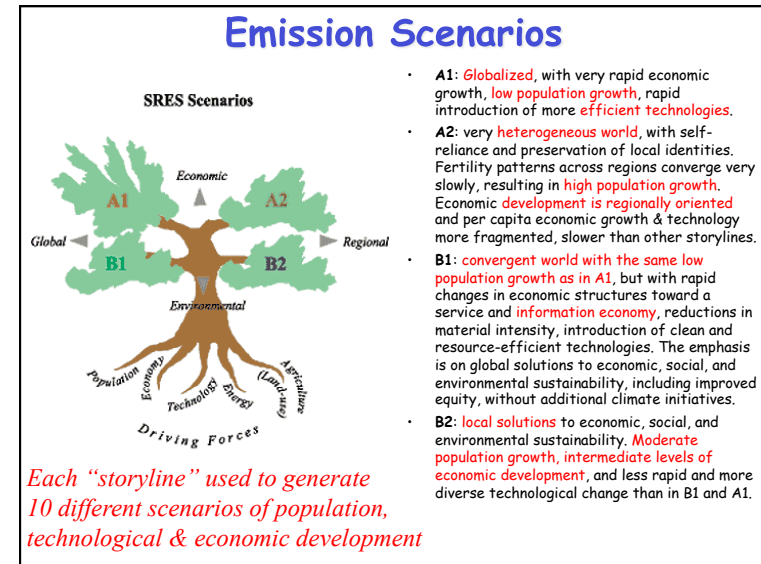 Emission Scenarios
SRES Scenarios
Economic
A1
A2
Global
Regional
B1
B2
Environmental
Population
Economy
Technology
Energy
Agriculture
(Land-use)
Driving Forces
Each “storyline” used to generate
10 different scenarios of population,
technological & economic development
• A1: Globalized, with very rapid economic
growth, low population growth, rapid
introduction of more efficient technologies.
• A2: very heterogeneous world, with self-
reliance and preservation of local identities.
Fertility patterns across regions converge very
slowly, resulting in high population growth.
Economic development is regionally oriented
and per capita economic growth & technology
more fragmented, slower than other storylines.
• B1: convergent world with the same low
population growth as in A1, but with rapid
changes in economic structures toward a
service and information economy, reductions in
material intensity, introduction of clean and
resource-efficient technologies. The emphasis
is on global solutions to economic, social, and
environmental sustainability, including improved
equity, without additional climate initiatives.
• B2: local solutions to economic, social, and
environmental sustainability. Moderate
population growth, intermediate levels of
economic development, and less rapid and more
diverse technological change than in B1 and A1.